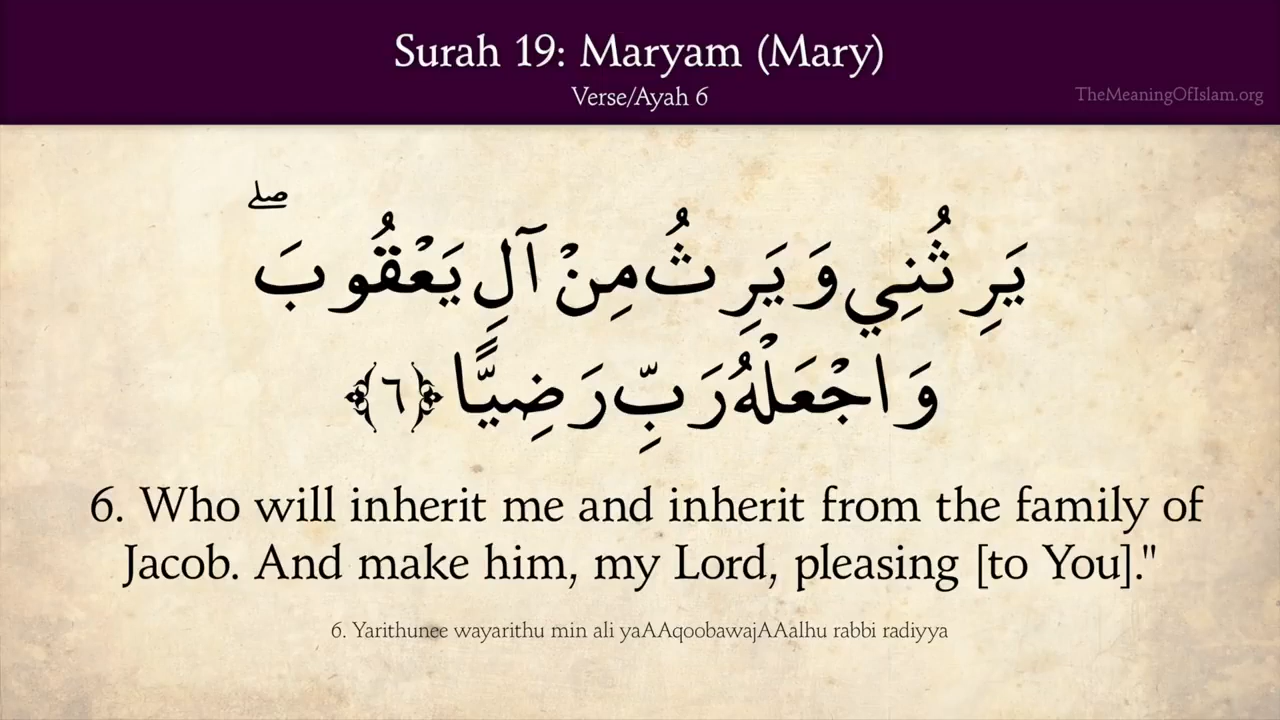 Surah 19: Maryam (Mary)
Verse/Ayah 6
TheMeaningOfIslam.org
يَرِثُنِي وَيَرِثُ مِنْ آلِ يَعْقُوبَ ۖ
وَاجْعَلْهُ رَبِّ رَضِيًّا ﴿٦﴾
6. Who will inherit me and inherit from the family of
Jacob. And make him, my Lord, pleasing [to You]."
6. Yarithunee wayarithu min ali yaAAqoobawajAAalhu rabbi radiyya